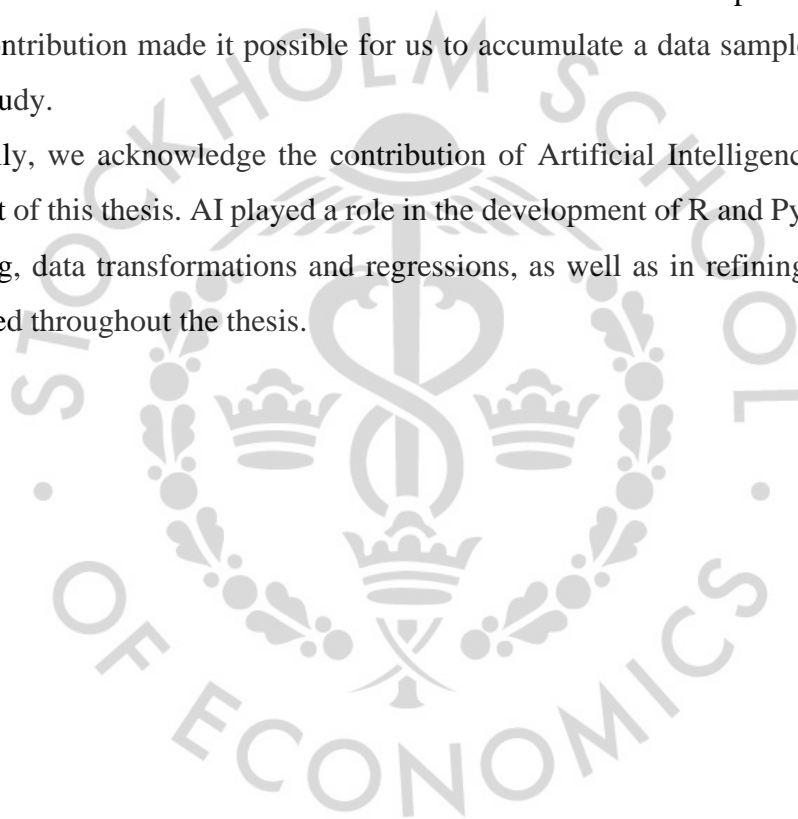 ntribution made it possible for us to accumulate a data sample
udy.
ly, we acknowledge the contribution of Artificial Intelligenc
t of this thesis. AI played a role in the development of R and Py
g, data transformations and regressions, as well as in refining
ed throughout the thesis.
STOCKHOLM SCHOOL
OF ECONOMICS